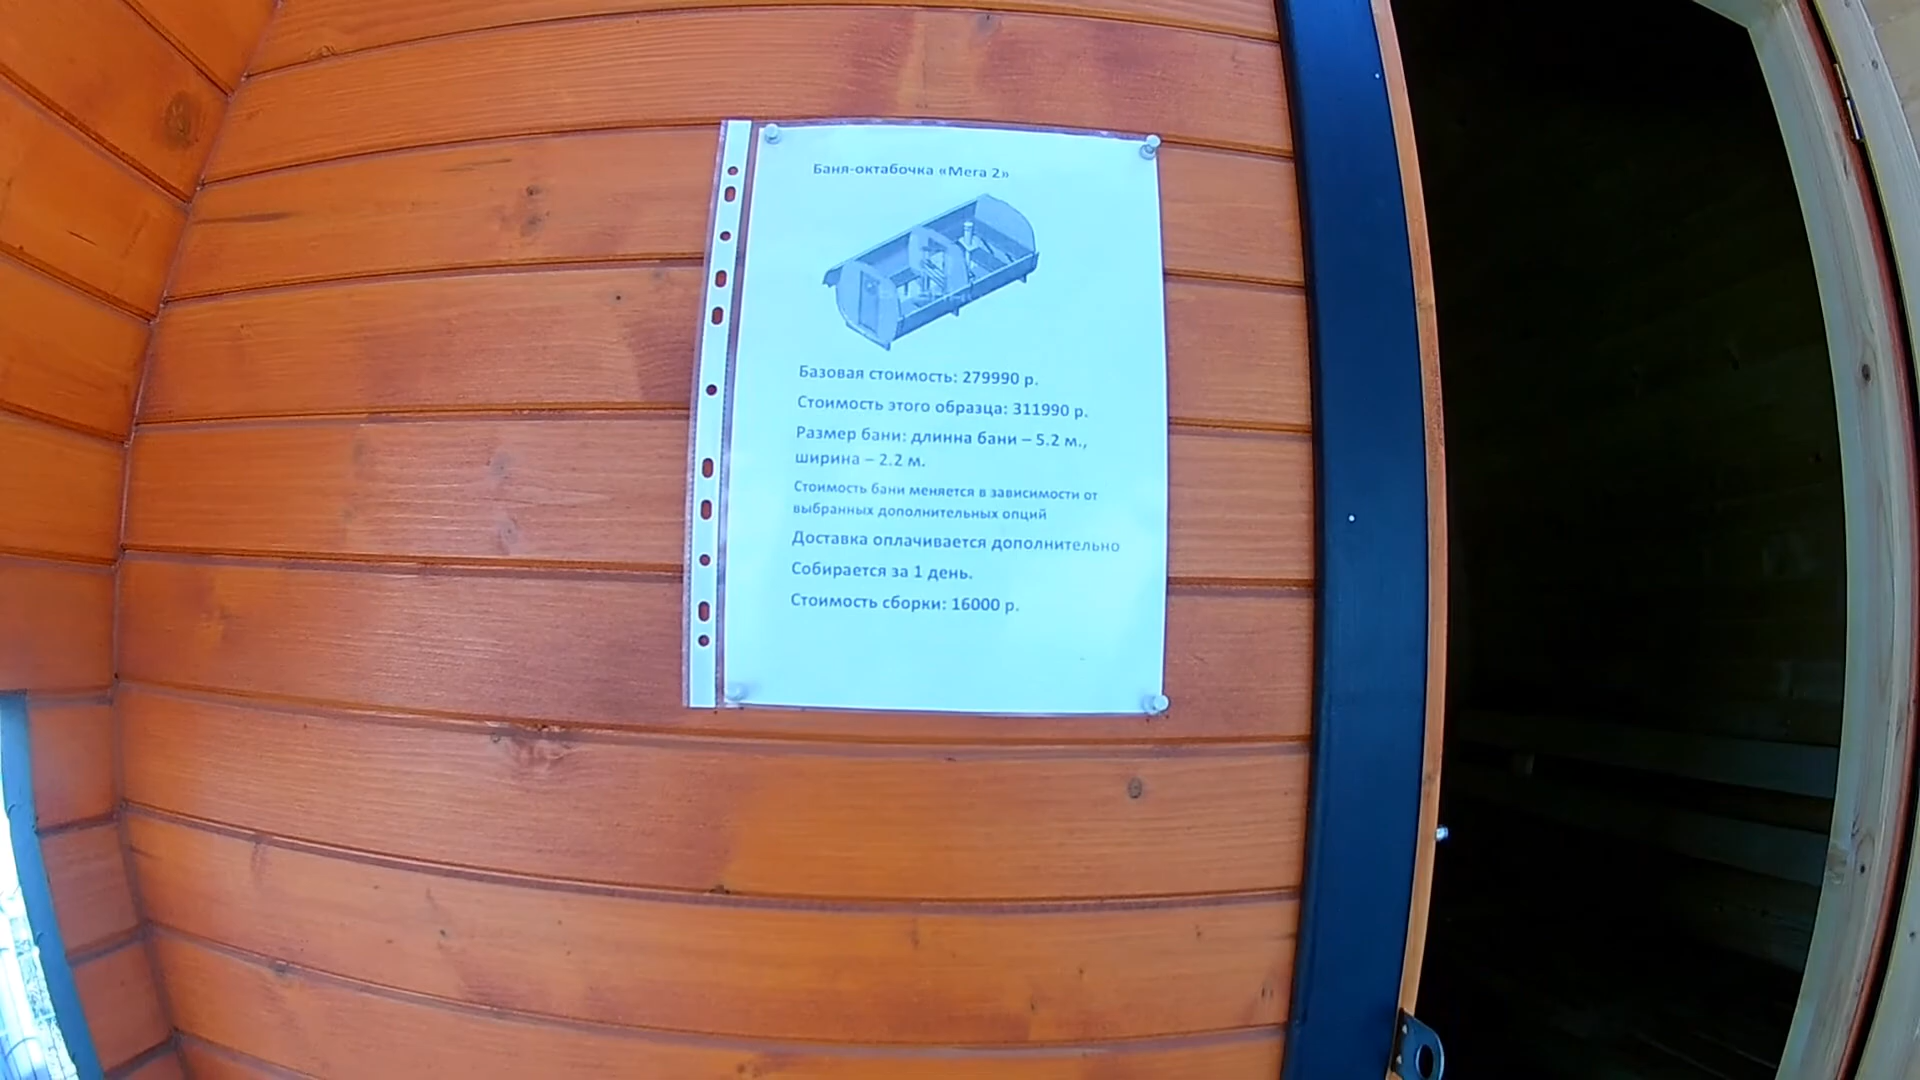 Баня-октабочка «Мега 2»
Базовая стоимость: 279990 р.
Стоимость этого образца: 311990 р.
Размер бани: длинна бани – 5.2 м.,
ширина – 2.2 м.
Стоимость бани меняется в зависимости от
выбранных дополнительных опций
Доставка оплачивается дополнительно
Собирается за 1 день.
Стоимость сборки: 16000 р.